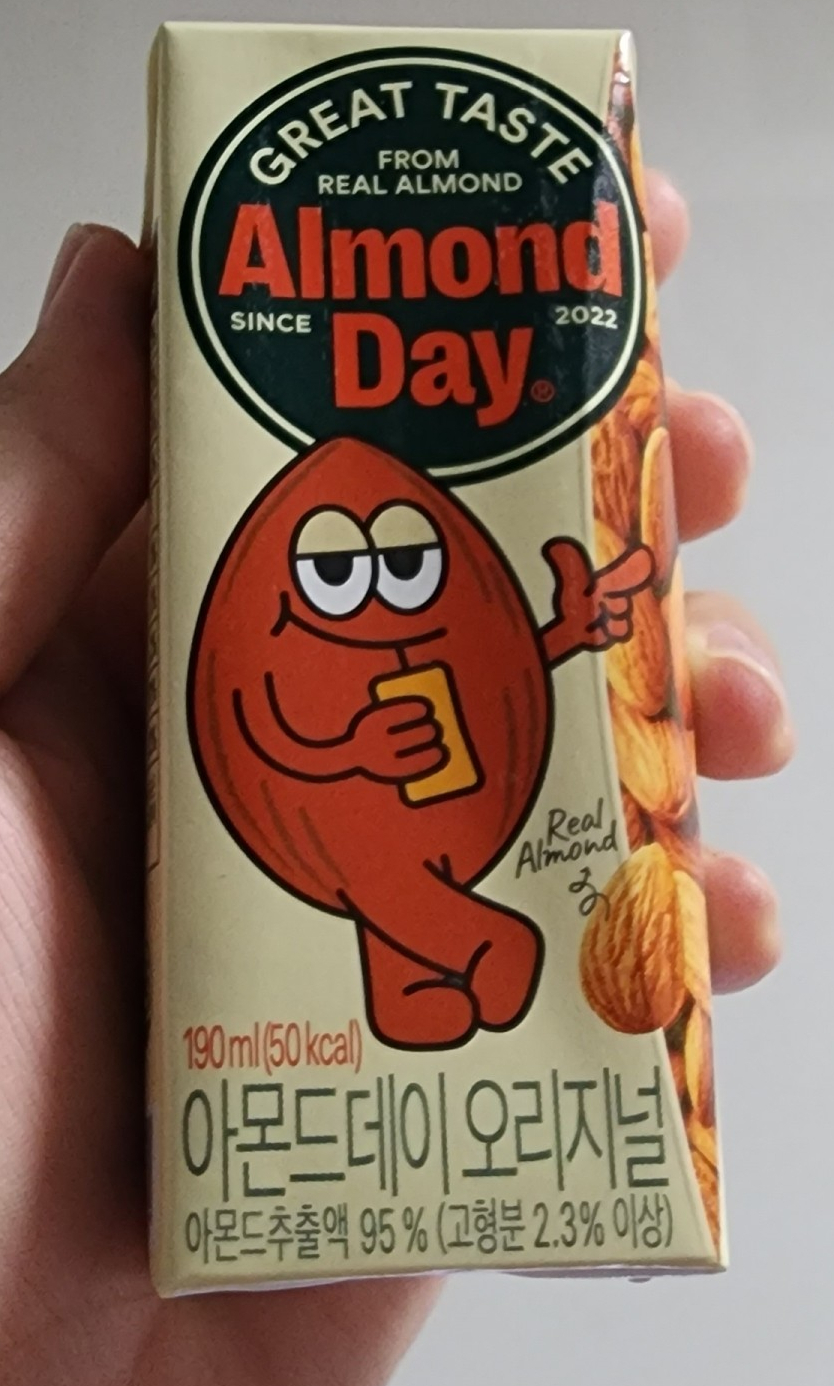 GREAT TASTE
FROM
REAL ALMOND
Almond
SINCE 2022
Day®
Real
Almond
190ml(50kcal)
아몬드데이 오리지널
아몬드추출액 95% (고형분 2.3% 이상)